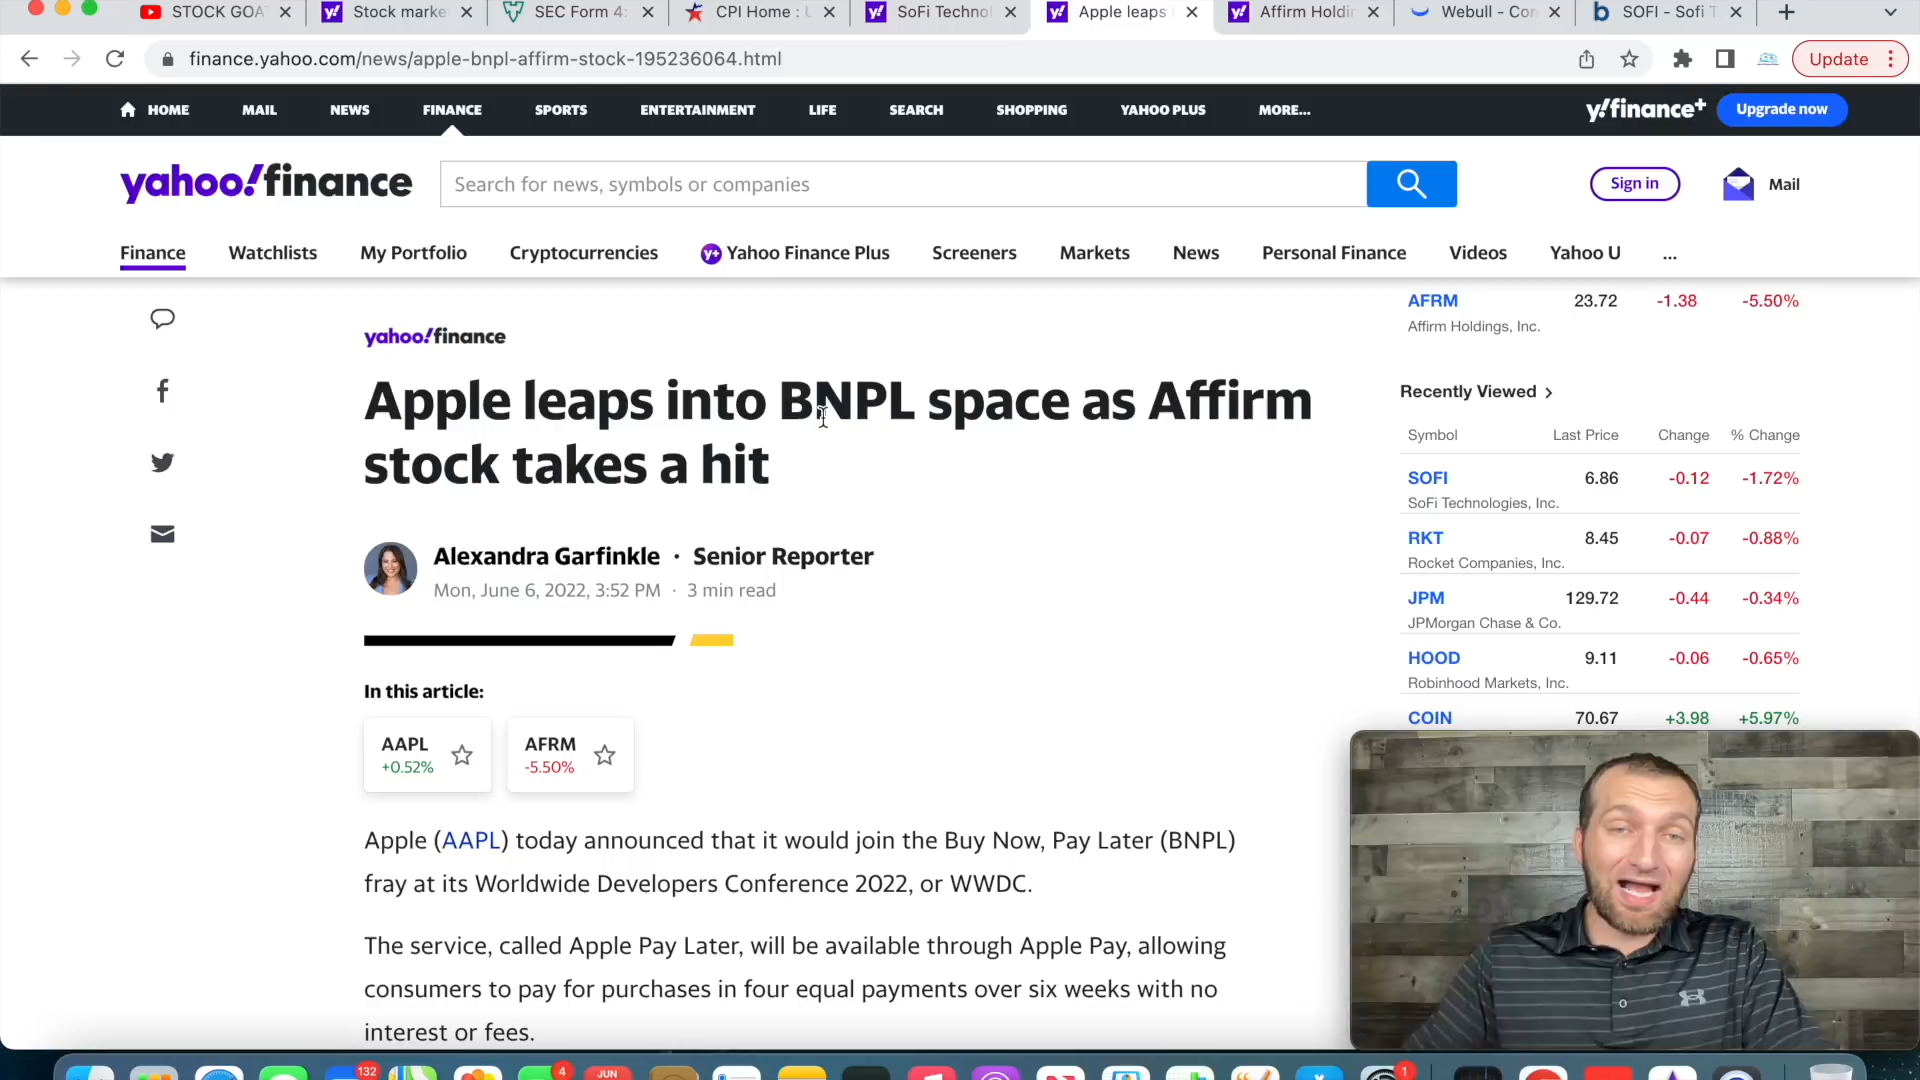 STOCK GOA
Stock marke
SEC Form 4:
CPI Home : U
SoFi Technol
Apple leaps
Affirm Holdi
Webull - Con
SOFI - Sofi T
finance.yahoo.com/news/apple-bnpl-affirm-stock-195236064.html
Update
HOME
MAIL
NEWS
FINANCE
SPORTS
ENTERTAINMENT
LIFE
SEARCH
SHOPPING
YAHOO PLUS
MORE...
y!finance+
Upgrade now
yahoo!finance
Search for news, symbols or companies
Sign in
Mail
Finance
Watchlists
My Portfolio
Cryptocurrencies
y+ Yahoo Finance Plus
Screeners
Markets
News
Personal Finance
Videos
Yahoo U
...
yahoo!finance
Apple leaps into BNPL space as Affirm
stock takes a hit
Alexandra Garfinkle · Senior Reporter
Mon, June 6, 2022, 3:52 PM · 3 min read
In this article:
AAPL
+0.52%
AFRM
-5.50%
Apple (AAPL) today announced that it would join the Buy Now, Pay Later (BNPL)
fray at its Worldwide Developers Conference 2022, or WWDC.
The service, called Apple Pay Later, will be available through Apple Pay, allowing
consumers to pay for purchases in four equal payments over six weeks with no
interest or fees.
AFRM 23.72 -1.38 -5.50%
Affirm Holdings, Inc.
Recently Viewed
Symbol Last Price Change % Change
SOFI 6.86 -0.12 -1.72%
SoFi Technologies, Inc.
RKT 8.45 -0.07 -0.88%
Rocket Companies, Inc.
JPM 129.72 -0.44 -0.34%
JPMorgan Chase & Co.
HOOD 9.11 -0.06 -0.65%
Robinhood Markets, Inc.
COIN 70.67 +3.98 +5.97%
132
4
JUN
1